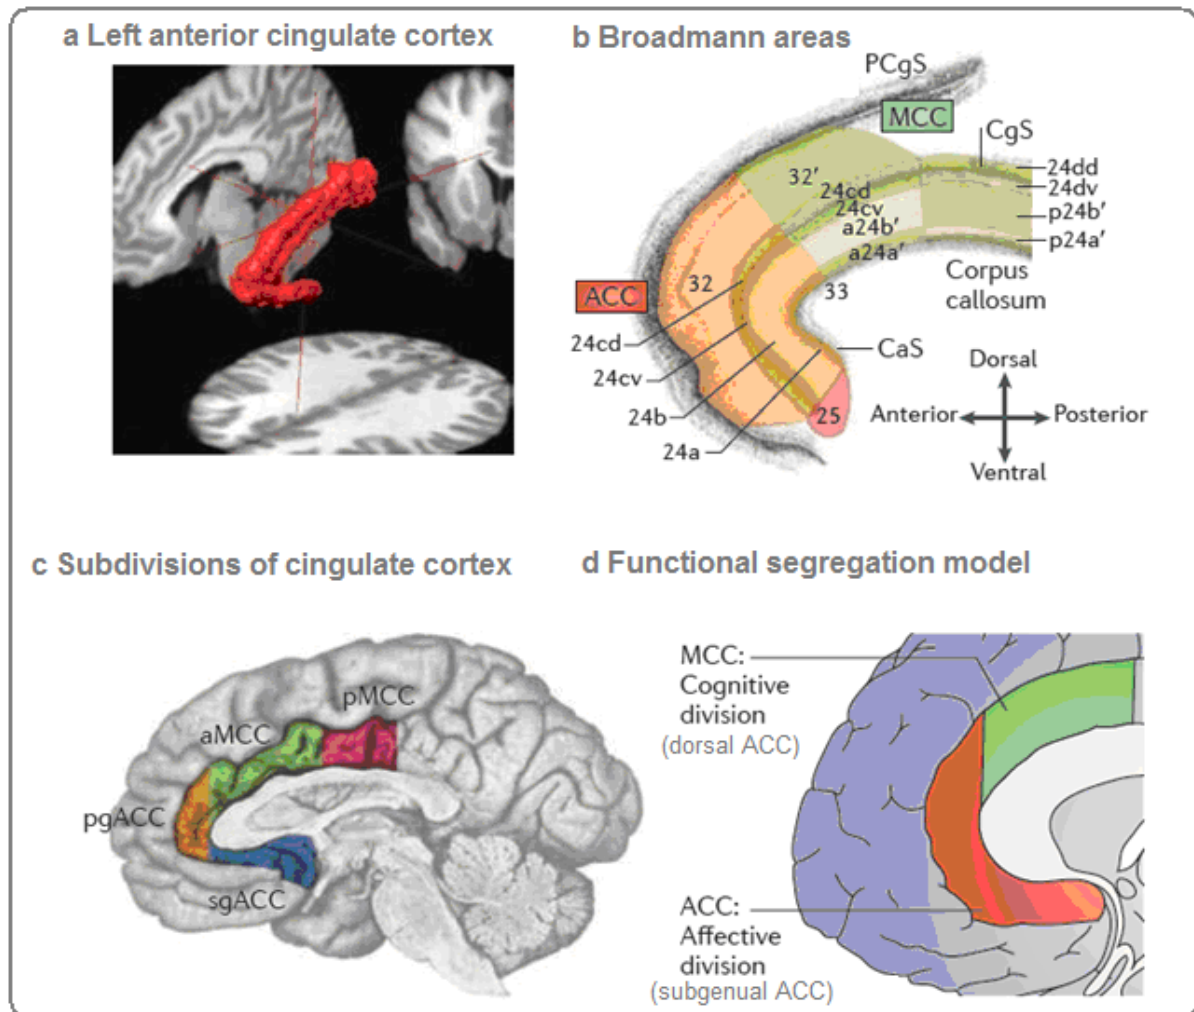 a Left anterior cingulate cortex
b Broadmann areas
PCgS
MCC
CgS
32′
24cd
24cv
a24b′
a24a′
24dd
24dv
p24b′
p24a′
Corpus
callosum
32
33
ACC
24cd
24cv
24b
24a
CaS
25
Dorsal
Anterior
Posterior
Ventral
c Subdivisions of cingulate cortex
d Functional segregation model
pMCC
aMCC
pgACC
sgACC
MCC:
Cognitive
division
(dorsal ACC)
ACC:
Affective
division
(subgenual ACC)